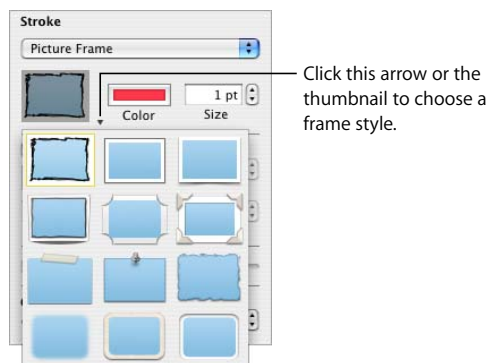 Stroke
Picture Frame
1 pt
Color
Size
Click this arrow or the
thumbnail to choose a
frame style.